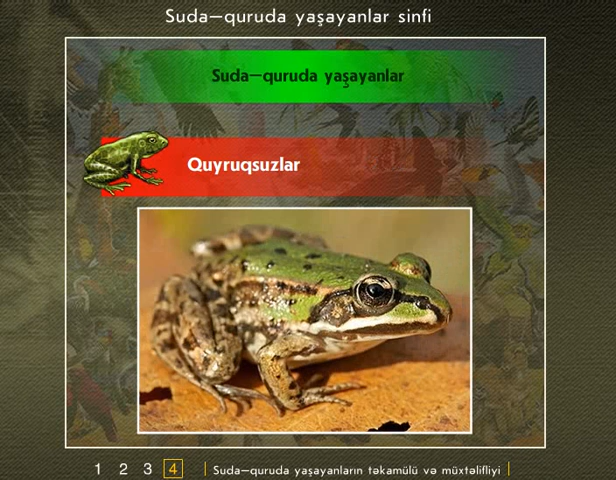 Suda–quruda yaşayanlar sinfi
Suda–quruda yaşayanlar
Quyruqsuzlar
1 2 3 4 Suda–quruda yaşayanların təkamülü və müxtəlifliyi